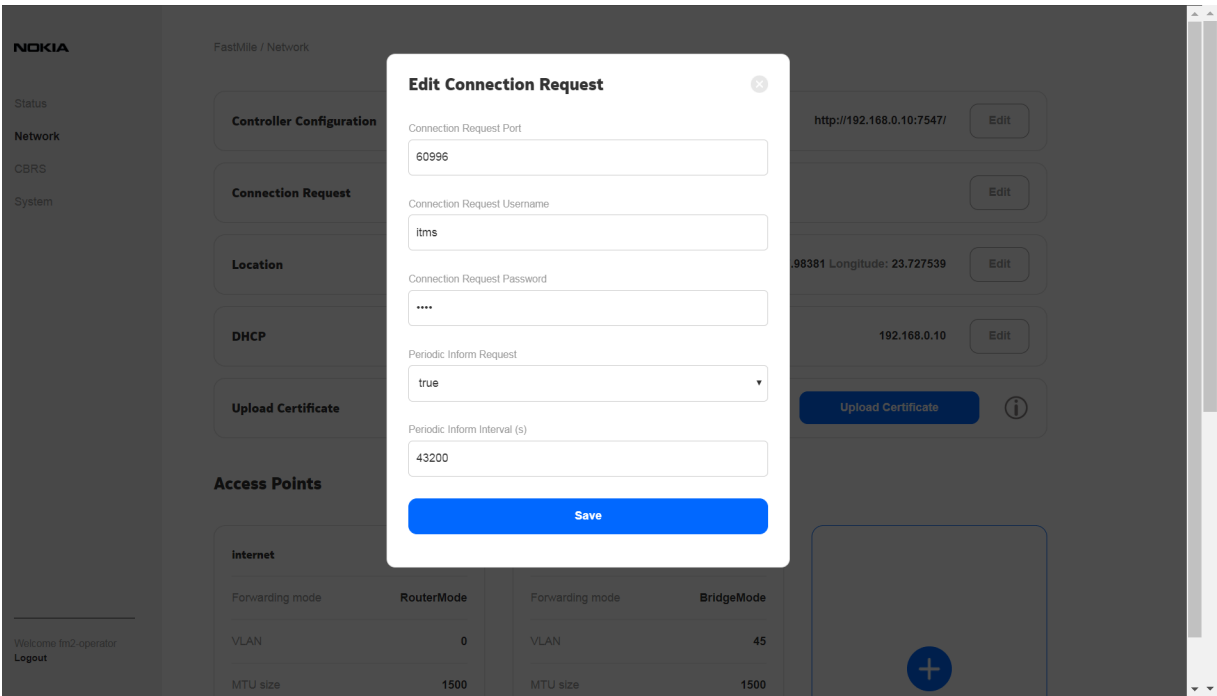 NOKIA
FastMile / Network
Status
Network
CBRS
System
Welcome fm2-operator
Logout
Controller Configuration
http://192.168.0.10:7547/
Edit
Connection Request
Edit
Location
.98381 Longitude: 23.727539
Edit
DHCP
192.168.0.10
Edit
Upload Certificate
Upload Certificate
Edit Connection Request
Connection Request Port
60996
Connection Request Username
itms
Connection Request Password
••••
Periodic Inform Request
true
Periodic Inform Interval (s)
43200
Save
Access Points
internet
Forwarding mode RouterMode
VLAN 0
MTU size 1500
Forwarding mode BridgeMode
VLAN 45
MTU size 1500